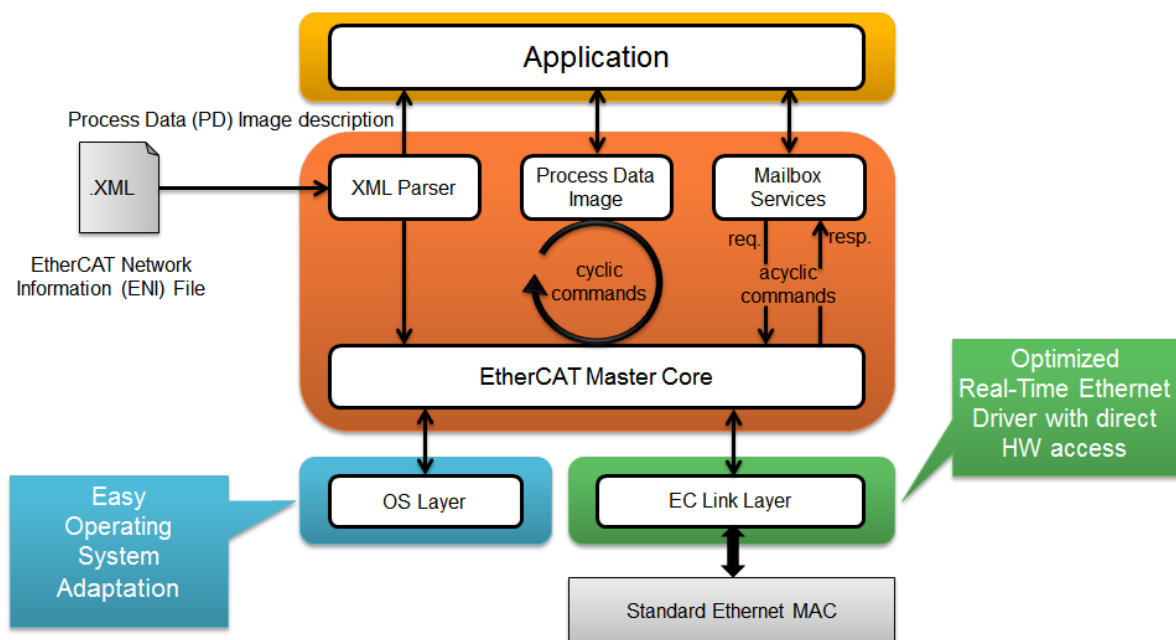 Application
Process Data (PD) Image description
.XML
XML Parser
Process Data
Image
Mailbox
Services
req.
resp.
cyclic
commands
acyclic
commands
EtherCAT Network
Information (ENI) File
EtherCAT Master Core
Optimized
Real-Time Ethernet
Driver with direct
HW access
Easy
Operating
System
Adaptation
OS Layer
EC Link Layer
Standard Ethernet MAC